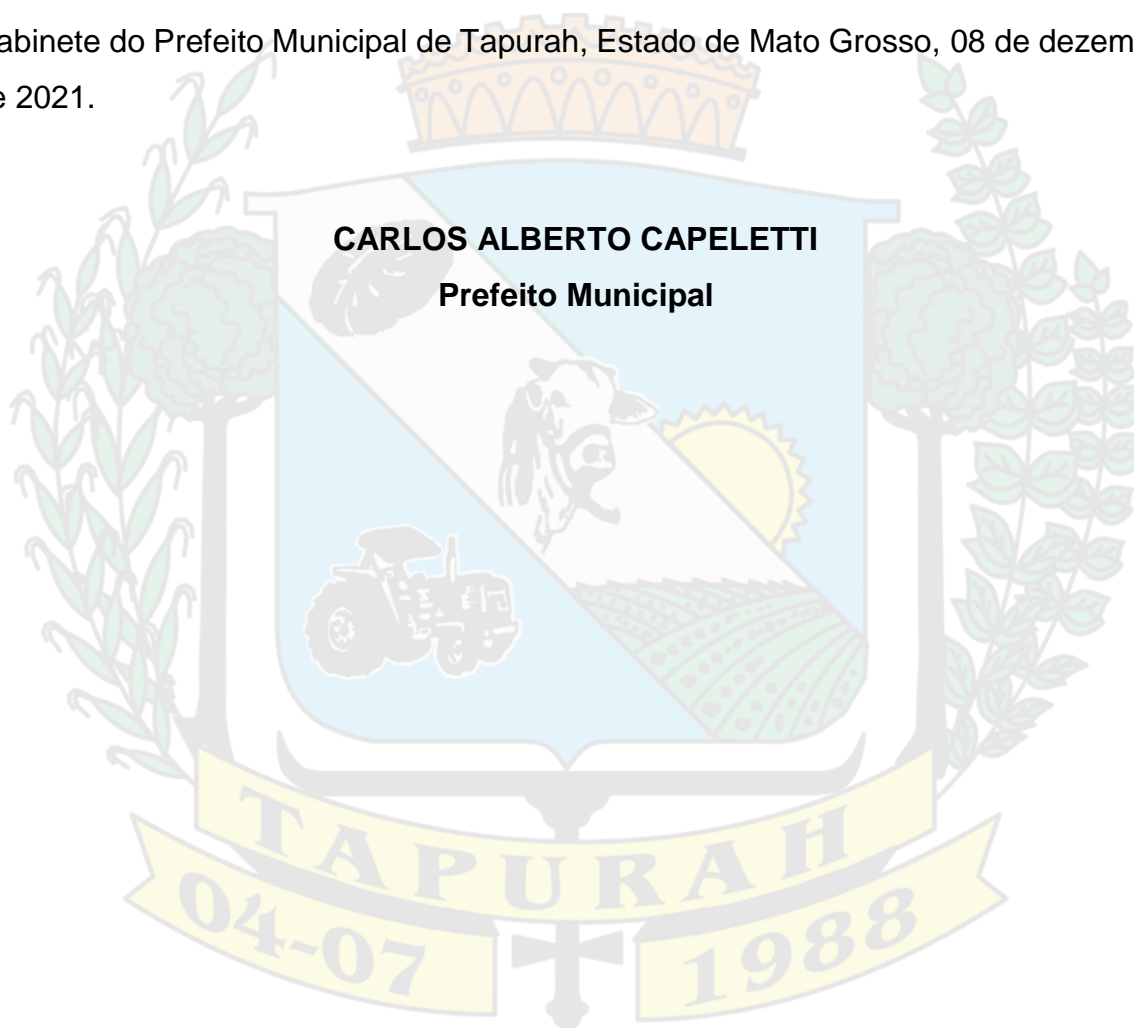 abinete do Prefeito Municipal de Tapurah, Estado de Mato Grosso, 08 de dezem
e 2021.
CARLOS ALBERTO CAPELETTI
Prefeito Municipal
TAPURAH
04-07 1988